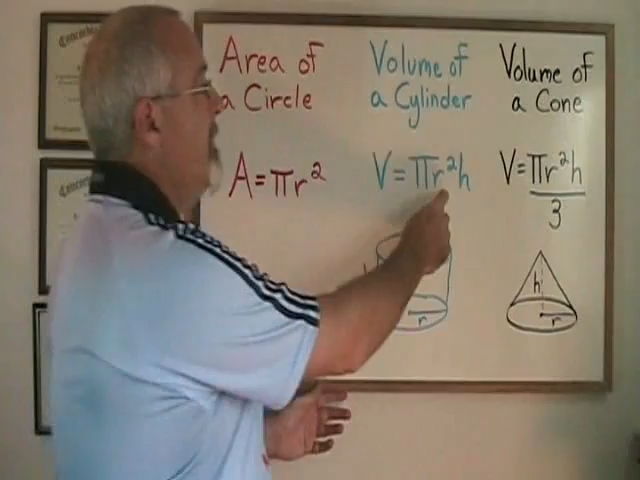 Area of
a Circle
A = πr²
Volume of
a Cylinder
V = πr²h
r
Volume of
a Cone
V = πr²h
3
h
r